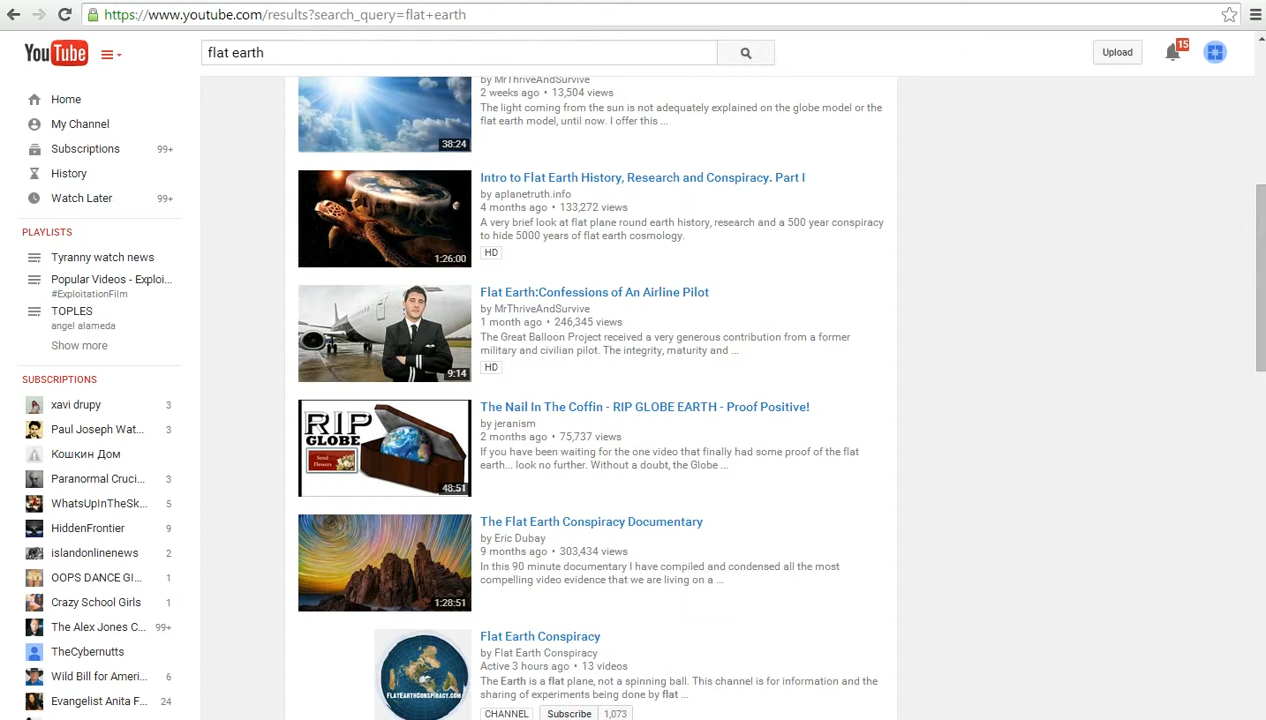 https://www.youtube.com/results?search_query=flat+earth
YouTube
flat earth
Upload
15
Home
My Channel
Subscriptions 99+
History
Watch Later 99+
PLAYLISTS
Tyranny watch news
Popular Videos - Exploi...
#ExploitationFilm
TOPLES
angel alameda
Show more
SUBSCRIPTIONS
xavi drupy 3
Paul Joseph Wat... 3
Кошкин Дом
Paranormal Cruci... 3
WhatsUpInTheSk... 5
HiddenFrontier 9
islandonlinenews 2
OOPS DANCE GI... 1
Crazy School Girls 1
The Alex Jones C... 99+
TheCybernutts
Wild Bill for Ameri... 6
Evangelist Anita F... 24
by MrThriveAndSurvive
2 weeks ago • 13,504 views
The light coming from the sun is not adequately explained on the globe model or the
flat earth model, until now. I offer this ...
38:24
Intro to Flat Earth History, Research and Conspiracy. Part I
by aplanetruth.info
4 months ago • 133,272 views
A very brief look at flat plane round earth history, research and a 500 year conspiracy
to hide 5000 years of flat earth cosmology.
HD
1:26:00
Flat Earth:Confessions of An Airline Pilot
by MrThriveAndSurvive
1 month ago • 246,345 views
The Great Balloon Project received a very generous contribution from a former
military and civilian pilot. The integrity, maturity and ...
HD
9:14
The Nail In The Coffin - RIP GLOBE EARTH - Proof Positive!
by jeranism
2 months ago • 75,737 views
If you have been waiting for the one video that finally had some proof of the flat
earth... look no further. Without a doubt, the Globe ...
RIP
GLOBE
Send
Flowers
48:51
The Flat Earth Conspiracy Documentary
by Eric Dubay
9 months ago • 303,434 views
In this 90 minute documentary I have compiled and condensed all the most
compelling video evidence that we are living on a ...
1:28:51
Flat Earth Conspiracy
by Flat Earth Conspiracy
Active 3 hours ago • 13 videos
The Earth is a flat plane, not a spinning ball. This channel is for information and the
sharing of experiments being done by flat ...
CHANNEL Subscribe 1,073
FLATEARTHCONSPIRACY.COM